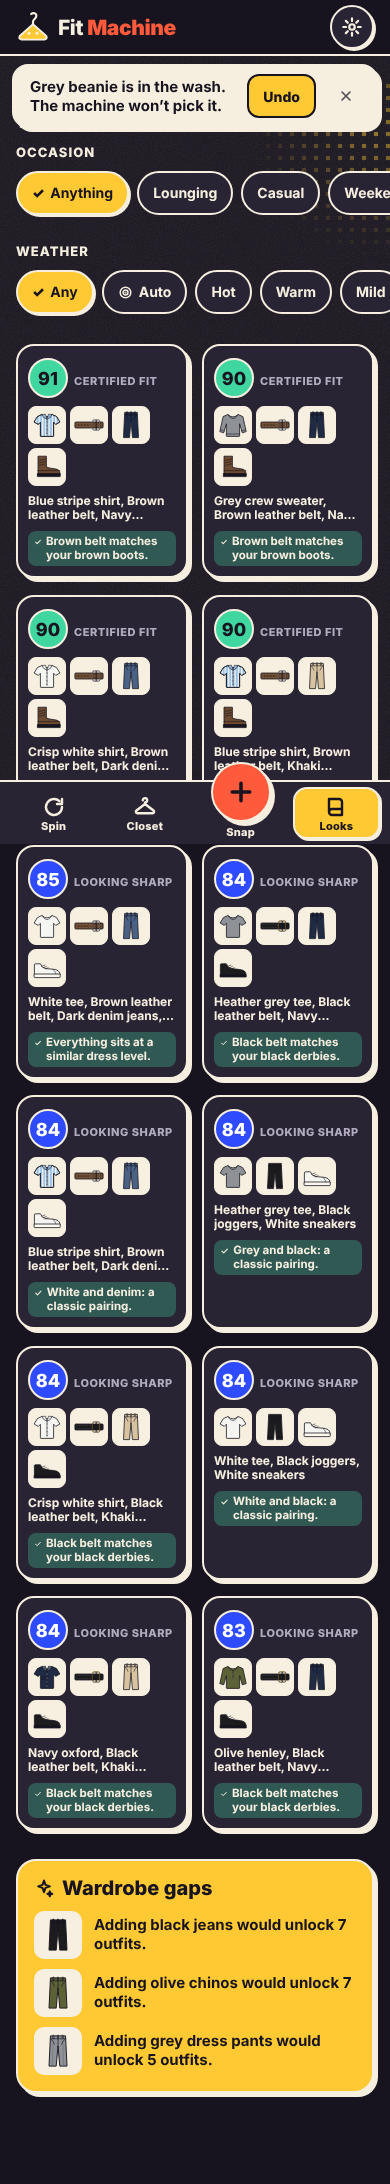 Fit Machine
Grey beanie is in the wash.
The machine won't pick it.
Undo
OCCASION
Anything
Lounging
Casual
Weeke
WEATHER
Any
Auto
Hot
Warm
Mild
91 CERTIFIED FIT
Blue stripe shirt, Brown
leather belt, Navy...
Brown belt matches
your brown boots.
90 CERTIFIED FIT
Grey crew sweater,
Brown leather belt, Na...
Brown belt matches
your brown boots.
90 CERTIFIED FIT
Crisp white shirt, Brown
leather belt, Dark deni...
90 CERTIFIED FIT
Blue stripe shirt, Brown
leather belt, Khaki...
Spin
Closet
Snap
Looks
85 LOOKING SHARP
White tee, Brown leather
belt, Dark denim jeans,...
Everything sits at a
similar dress level.
84 LOOKING SHARP
Heather grey tee, Black
leather belt, Navy...
Black belt matches
your black derbies.
84 LOOKING SHARP
Blue stripe shirt, Brown
leather belt, Dark deni...
White and denim: a
classic pairing.
84 LOOKING SHARP
Heather grey tee, Black
joggers, White sneakers
Grey and black: a
classic pairing.
84 LOOKING SHARP
Crisp white shirt, Black
leather belt, Khaki...
Black belt matches
your black derbies.
84 LOOKING SHARP
White tee, Black joggers,
White sneakers
White and black: a
classic pairing.
84 LOOKING SHARP
Navy oxford, Black
leather belt, Khaki...
Black belt matches
your black derbies.
83 LOOKING SHARP
Olive henley, Black
leather belt, Navy...
Black belt matches
your black derbies.
Wardrobe gaps
Adding black jeans would unlock 7
outfits.
Adding olive chinos would unlock 7
outfits.
Adding grey dress pants would
unlock 5 outfits.